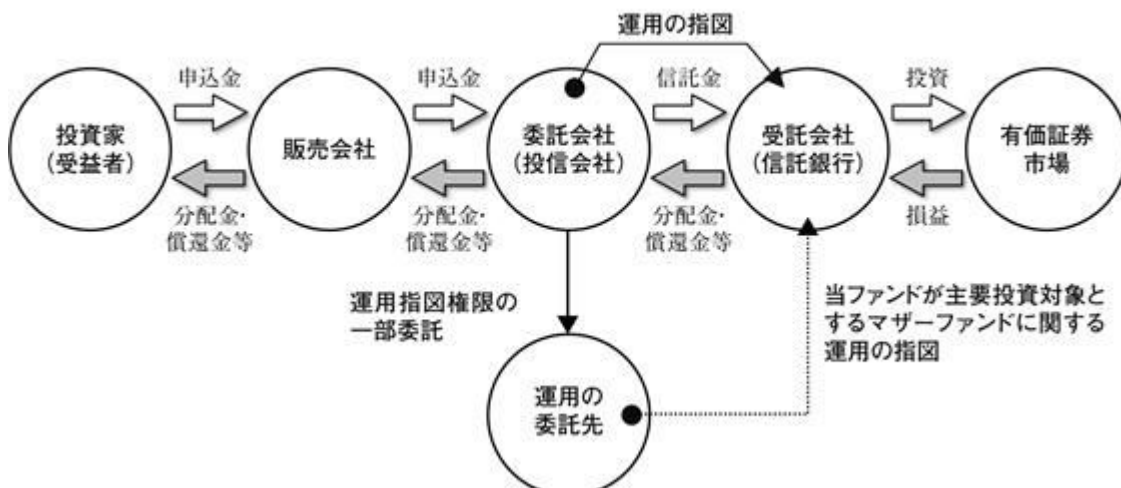 運用の指図
申込金
申込金
信託金
投資
投資家
(受益者)
販売会社
委託会社
(投信会社)
受託会社
(信託銀行)
有価証券
市場
分配金・
償還金等
分配金・
償還金等
分配金・
償還金等
損益
運用指図権限の
一部委託
当ファンドが主要投資対象と
するマザーファンドに関する
運用の指図
運用の
委託先